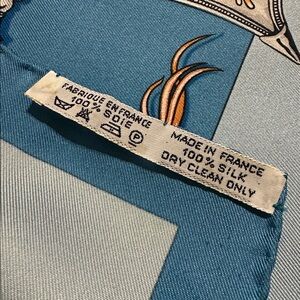 FABRIQUE EN FRANCE
100% SOIE
P
MADE IN FRANCE
100% SILK
DRY CLEAN ONLY